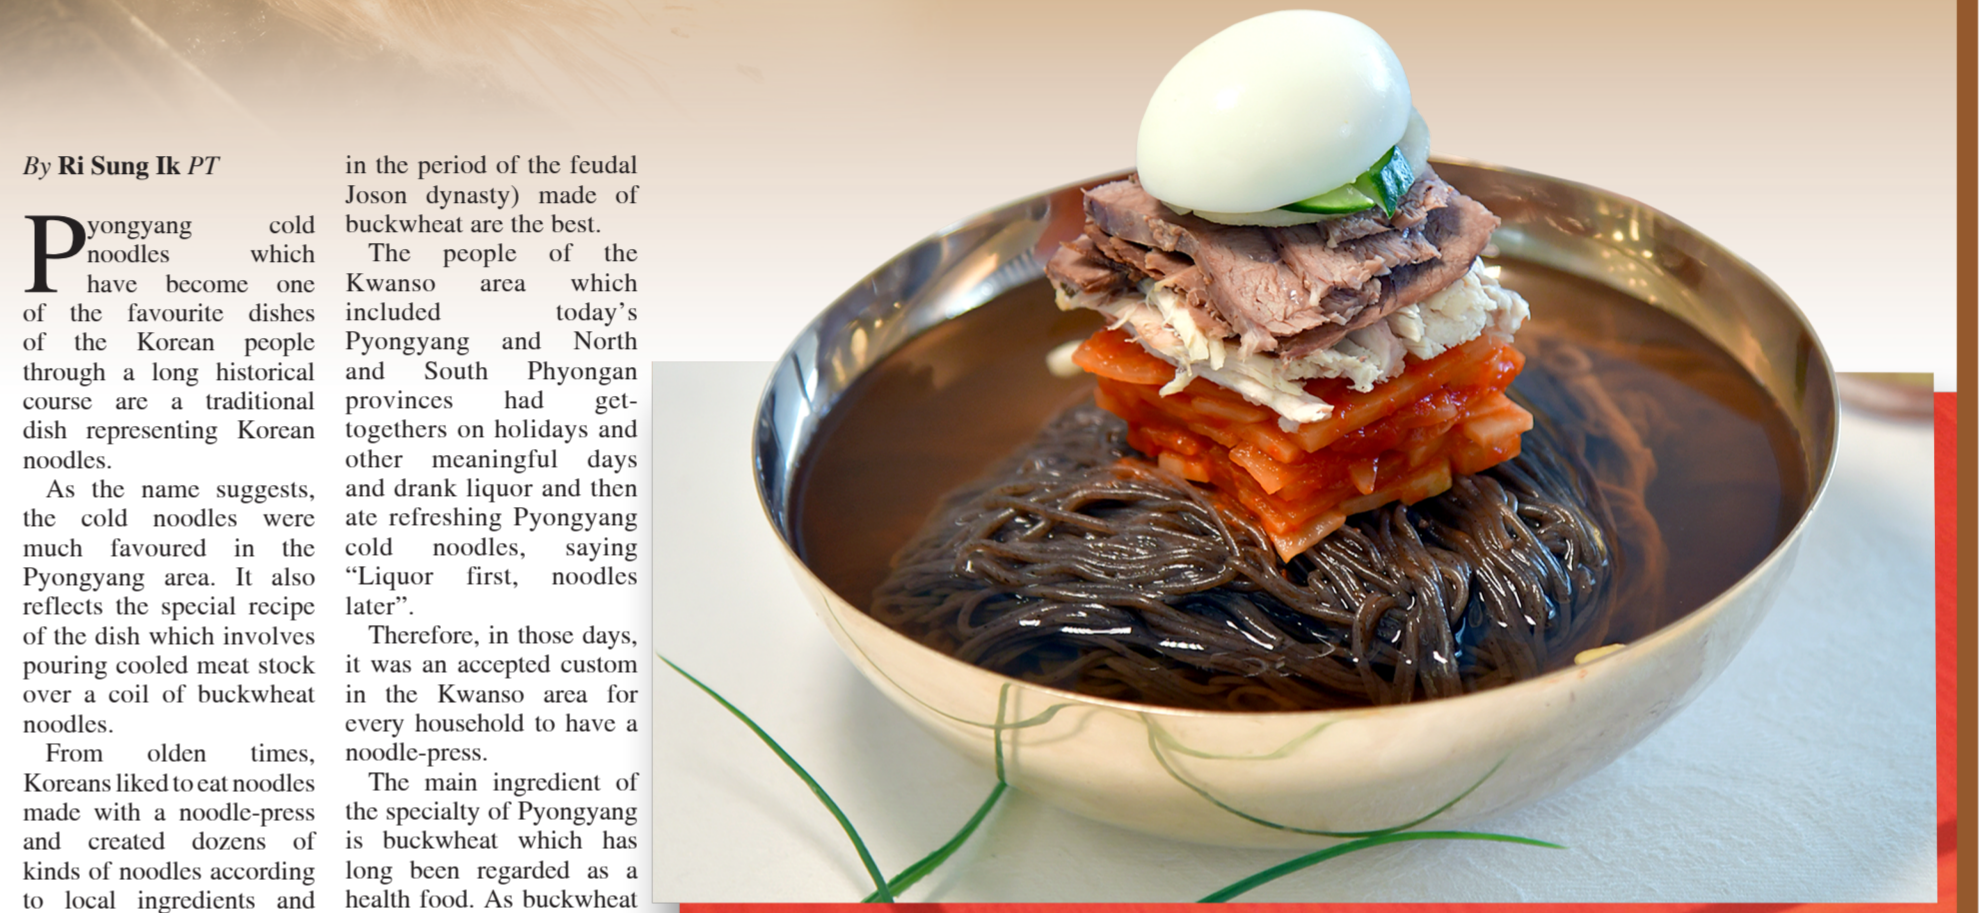 By Ri Sung Ik PT
Pyongyang cold
noodles which
have become one
of the favourite dishes
of the Korean people
through a long historical
course are a traditional
dish representing Korean
noodles.
As the name suggests,
the cold noodles were
much favoured in the
Pyongyang area. It also
reflects the special recipe
of the dish which involves
pouring cooled meat stock
over a coil of buckwheat
noodles.
From olden times,
Koreans liked to eat noodles
made with a noodle-press
and created dozens of
kinds of noodles according
to local ingredients and
in the period of the feudal
Joson dynasty) made of
buckwheat are the best.
The people of the
Kwanso area which
included today’s
Pyongyang and North
and South Phyongan
provinces had get-
togethers on holidays and
other meaningful days
and drank liquor and then
ate refreshing Pyongyang
cold noodles, saying
“Liquor first, noodles
later”.
Therefore, in those days,
it was an accepted custom
in the Kwanso area for
every household to have a
noodle-press.
The main ingredient of
the specialty of Pyongyang
is buckwheat which has
long been regarded as a
health food. As buckwheat